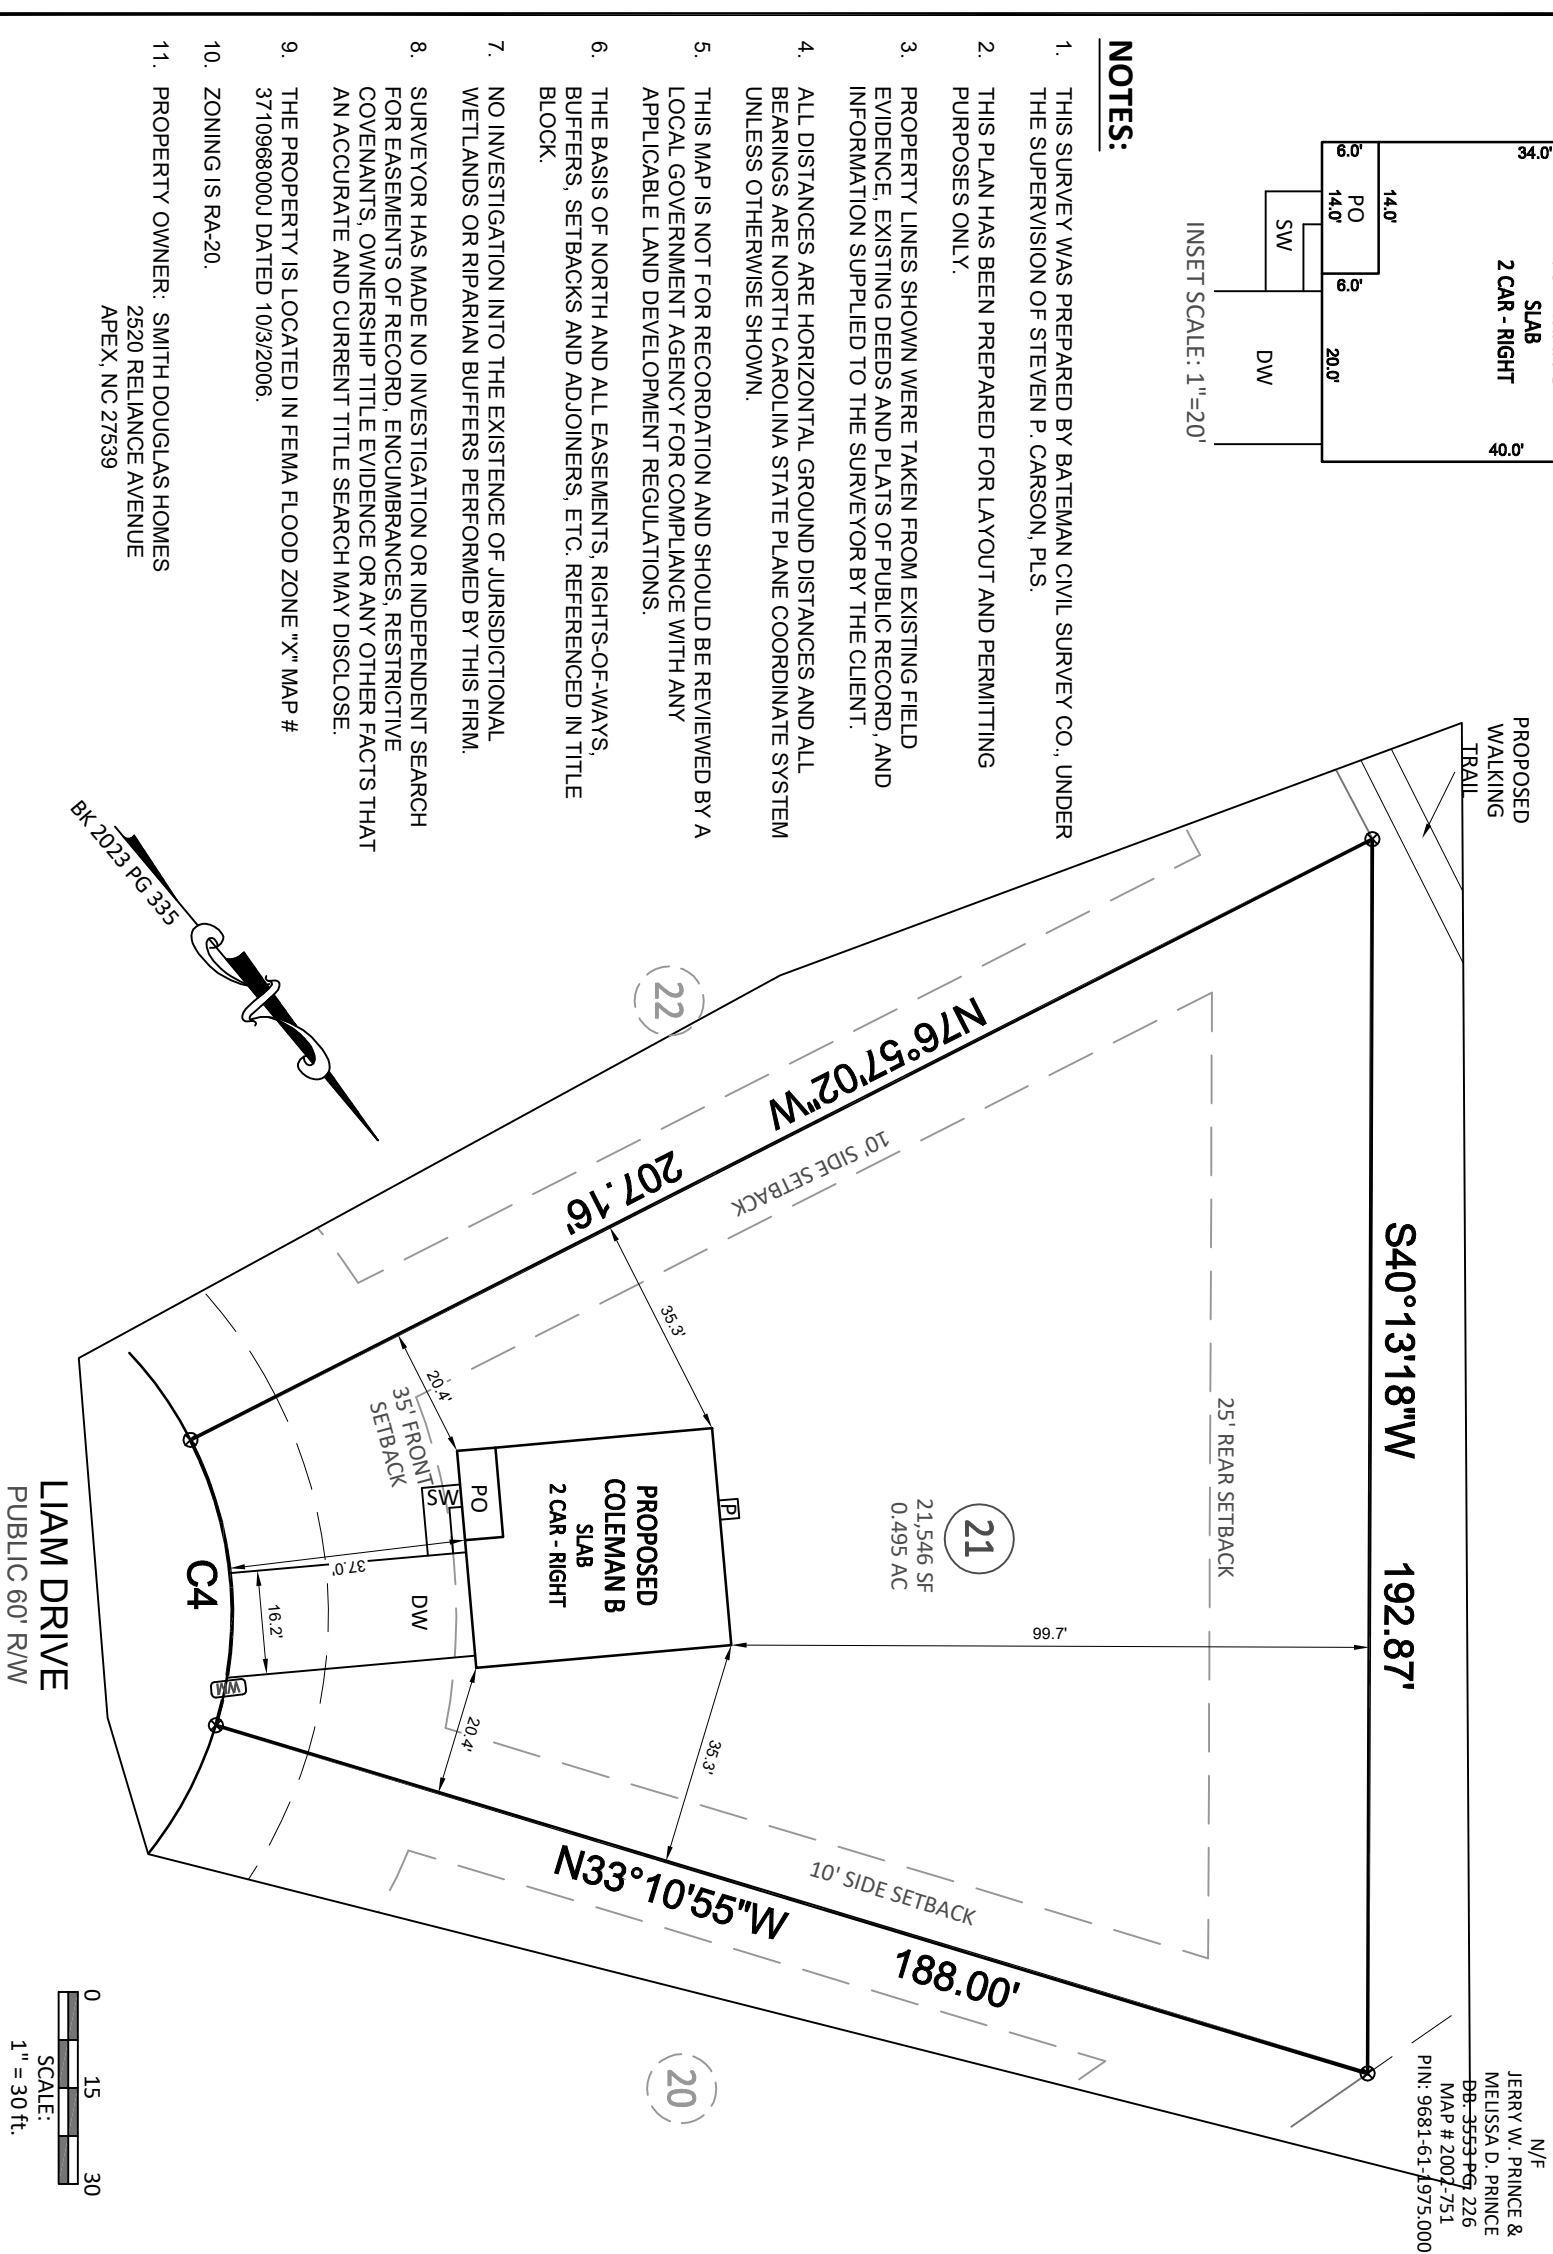 34.0'
SLAB
2 CAR - RIGHT
40.0'
14.0'
6.0'
PO
14.0'
6.0'
20.0'
SW
DW
INSET SCALE: 1"=20'
NOTES:
1. THIS SURVEY WAS PREPARED BY BATEMAN CIVIL SURVEY CO., UNDER
THE SUPERVISION OF STEVEN P. CARSON, PLS.
2. THIS PLAN HAS BEEN PREPARED FOR LAYOUT AND PERMITTING
PURPOSES ONLY.
3. PROPERTY LINES SHOWN WERE TAKEN FROM EXISTING FIELD
EVIDENCE, EXISTING DEEDS AND PLATS OF PUBLIC RECORD, AND
INFORMATION SUPPLIED TO THE SURVEYOR BY THE CLIENT.
4. ALL DISTANCES ARE HORIZONTAL GROUND DISTANCES AND ALL
BEARINGS ARE NORTH CAROLINA STATE PLANE COORDINATE SYSTEM
UNLESS OTHERWISE SHOWN.
5. THIS MAP IS NOT FOR RECORDATION AND SHOULD BE REVIEWED BY A
LOCAL GOVERNMENT AGENCY FOR COMPLIANCE WITH ANY
APPLICABLE LAND DEVELOPMENT REGULATIONS.
6. THE BASIS OF NORTH AND ALL EASEMENTS, RIGHTS-OF-WAYS,
BUFFERS, SETBACKS AND ADJOINERS, ETC. REFERENCED IN TITLE
BLOCK.
7. NO INVESTIGATION INTO THE EXISTENCE OF JURISDICTIONAL
WETLANDS OR RIPARIAN BUFFERS PERFORMED BY THIS FIRM.
8. SURVEYOR HAS MADE NO INVESTIGATION OR INDEPENDENT SEARCH
FOR EASEMENTS OF RECORD, ENCUMBRANCES, RESTRICTIVE
COVENANTS, OWNERSHIP TITLE EVIDENCE OR ANY OTHER FACTS THAT
AN ACCURATE AND CURRENT TITLE SEARCH MAY DISCLOSE.
9. THE PROPERTY IS LOCATED IN FEMA FLOOD ZONE "X" MAP #
3710968000J DATED 10/3/2006.
10. ZONING IS RA-20.
11. PROPERTY OWNER: SMITH DOUGLAS HOMES
2520 RELIANCE AVENUE
APEX, NC 27539
PROPOSED
WALKING
TRAIL
BK 2023 PG 335
22
N76°57'02"W
207.16'
10' SIDE SETBACK
S40°13'18"W 192.87'
25' REAR SETBACK
21
21,546 SF
0.495 AC
99.7'
35.3'
20.4'
35' FRONT
SETBACK
P
PROPOSED
COLEMAN B
SLAB
2 CAR - RIGHT
PO
SW
DW
37.0'
16.2'
C4
WM
LIAM DRIVE
PUBLIC 60' R/W
35.3'
20.4'
10' SIDE SETBACK
N33°10'55"W 188.00'
20
N/F
JERRY W. PRINCE &
MELISSA D. PRINCE
DB. 3553 PG. 226
MAP # 2002-751
PIN: 9681-61-1975.000
0 15 30
SCALE:
1" = 30 ft.